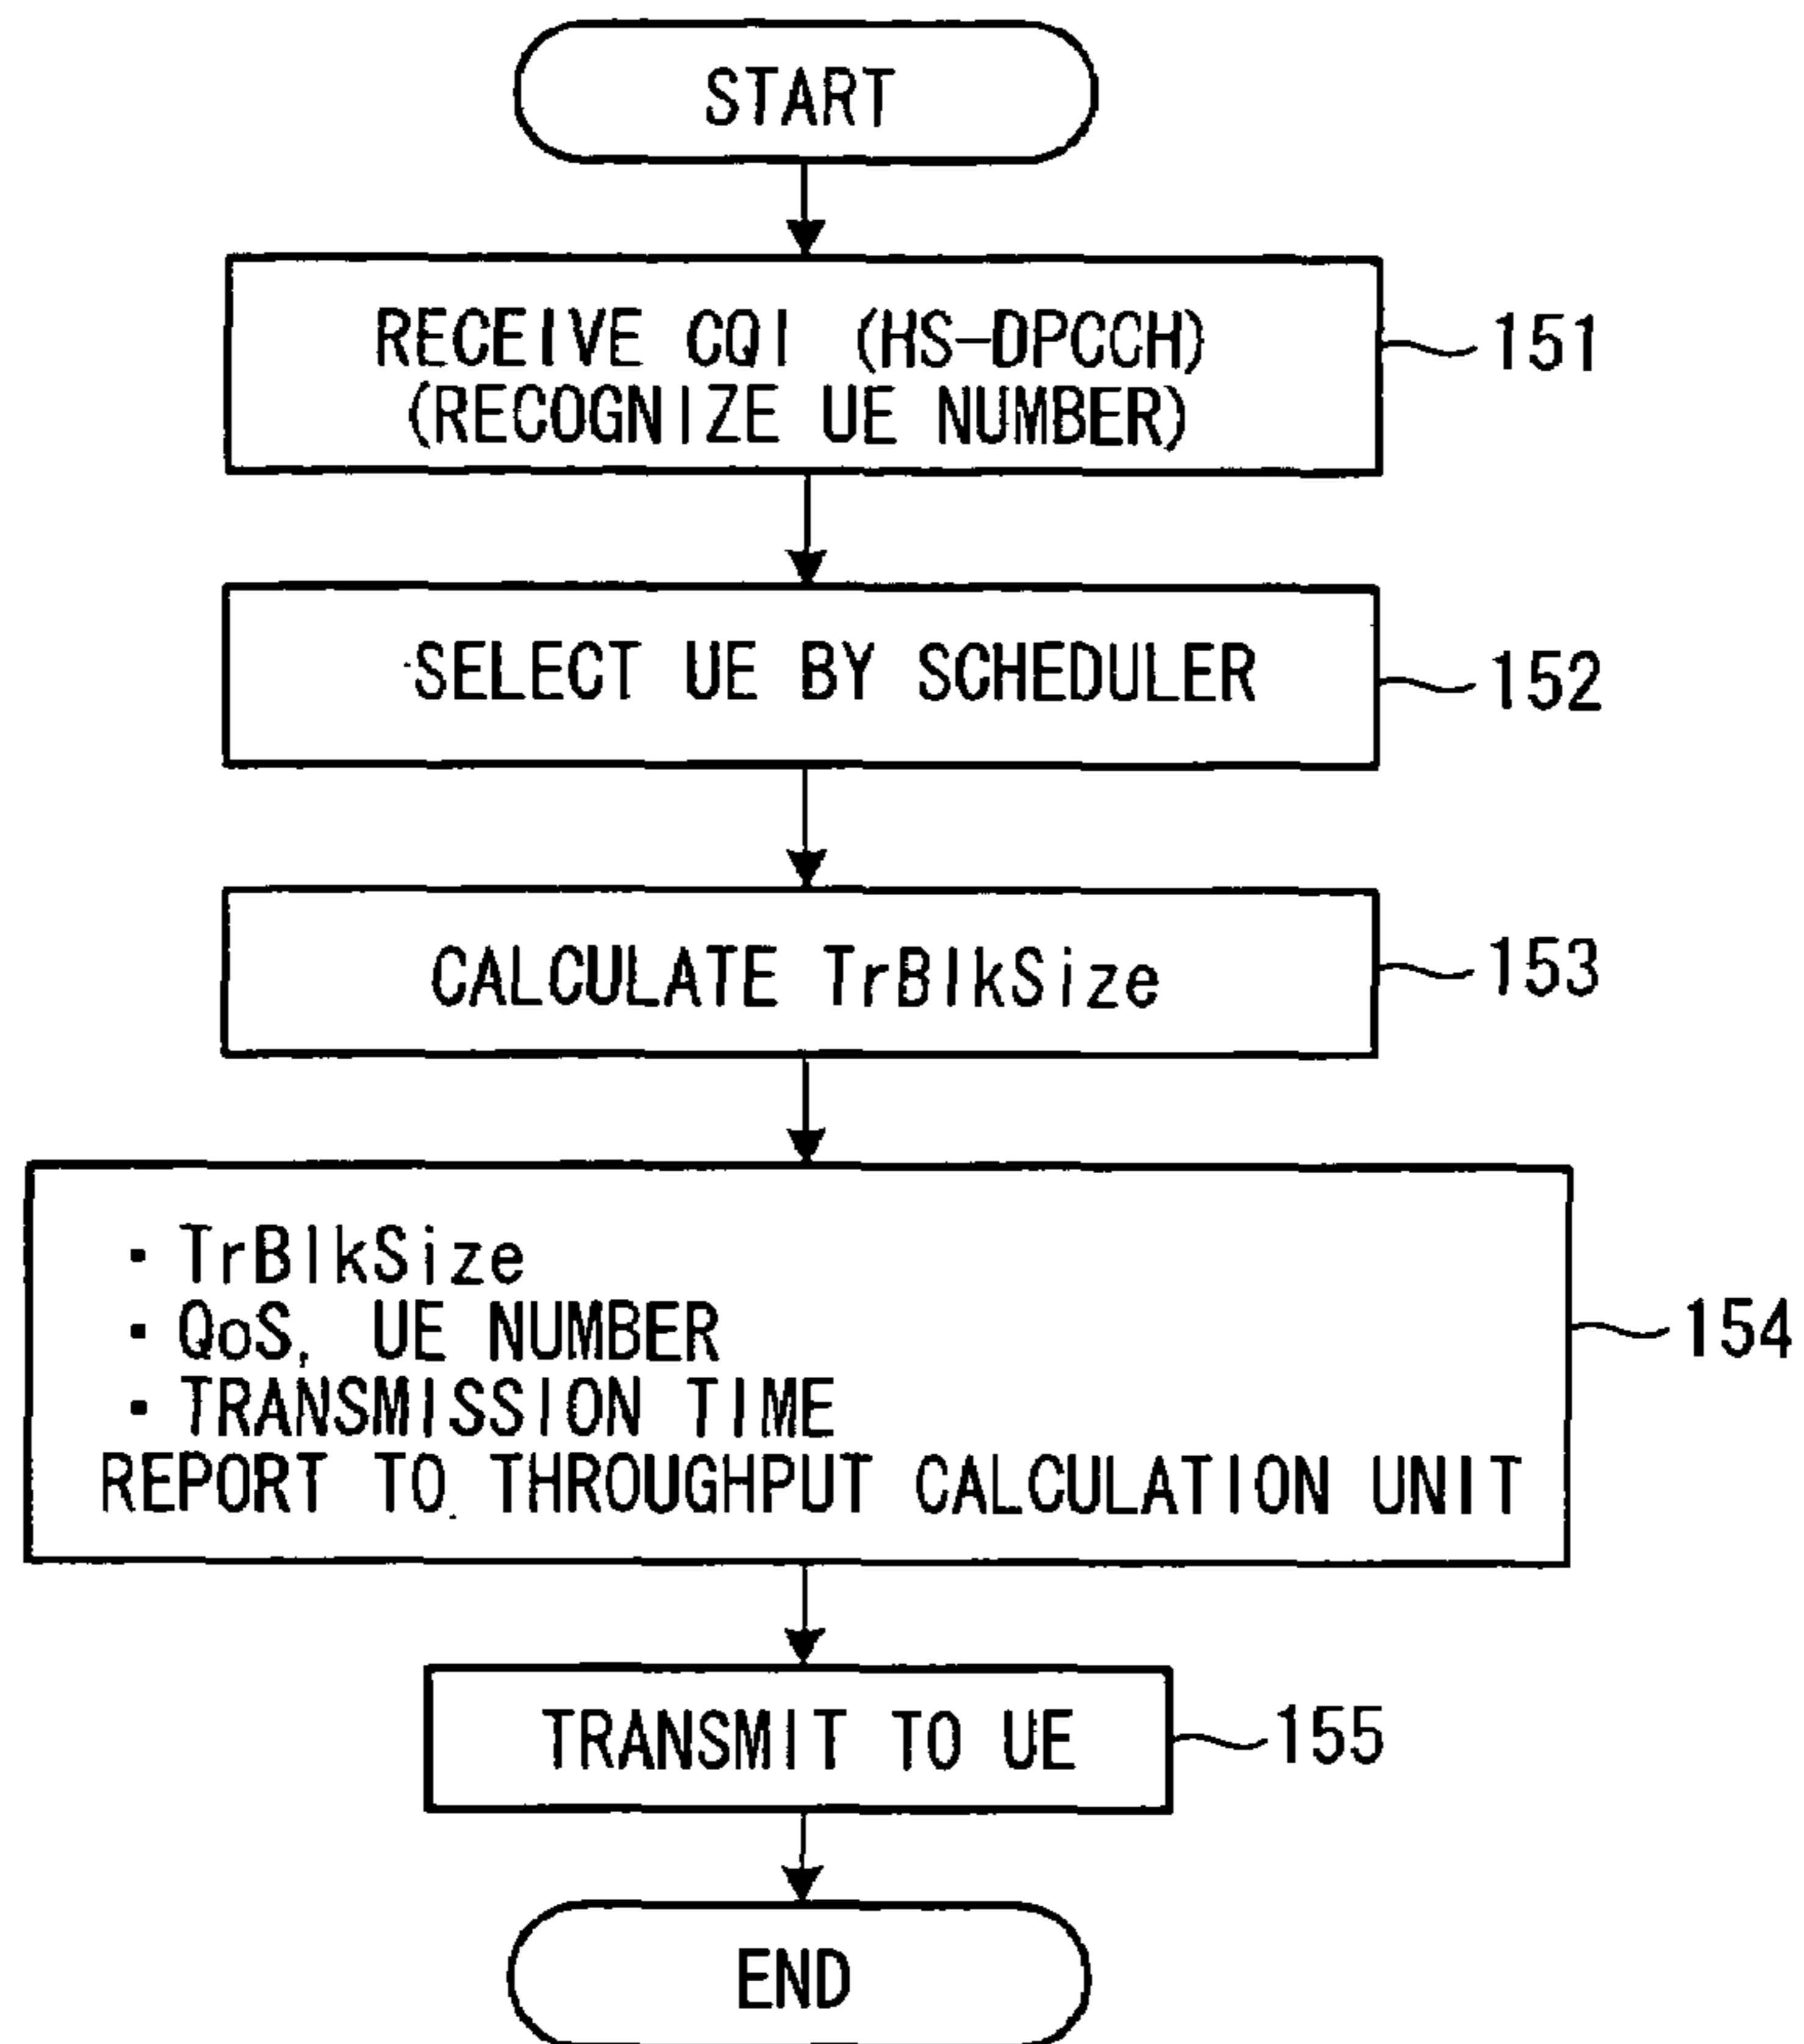 START
RECEIVE CQI (HS-DPCCH)
(RECOGNIZE UE NUMBER)
151
SELECT UE BY SCHEDULER
152
CALCULATE TrBlkSize
153
・TrBlkSize
・QoS, UE NUMBER
・TRANSMISSION TIME
REPORT TO THROUGHPUT CALCULATION UNIT
154
TRANSMIT TO UE
155
END